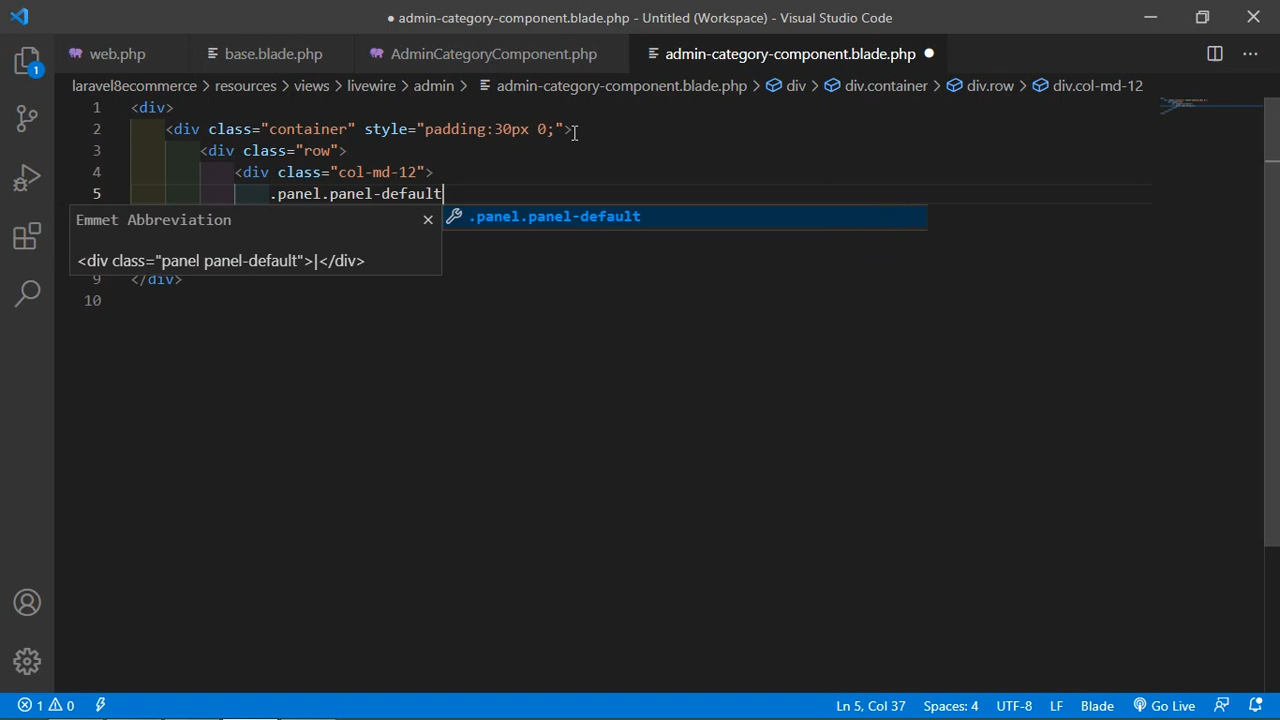 ● admin-category-component.blade.php - Untitled (Workspace) - Visual Studio Code
web.php base.blade.php AdminCategoryComponent.php admin-category-component.blade.php ●
laravel8ecommerce > resources > views > livewire > admin > admin-category-component.blade.php > div > div.container > div.row > div.col-md-12
1 <div>
2 <div class="container" style="padding:30px 0;">
3 <div class="row">
4 <div class="col-md-12">
5 .panel.panel-default
Emmet Abbreviation
.panel.panel-default
<div class="panel panel-default">|</div>
9 </div>
10
1
1 0
Ln 5, Col 37 Spaces: 4 UTF-8 LF Blade Go Live